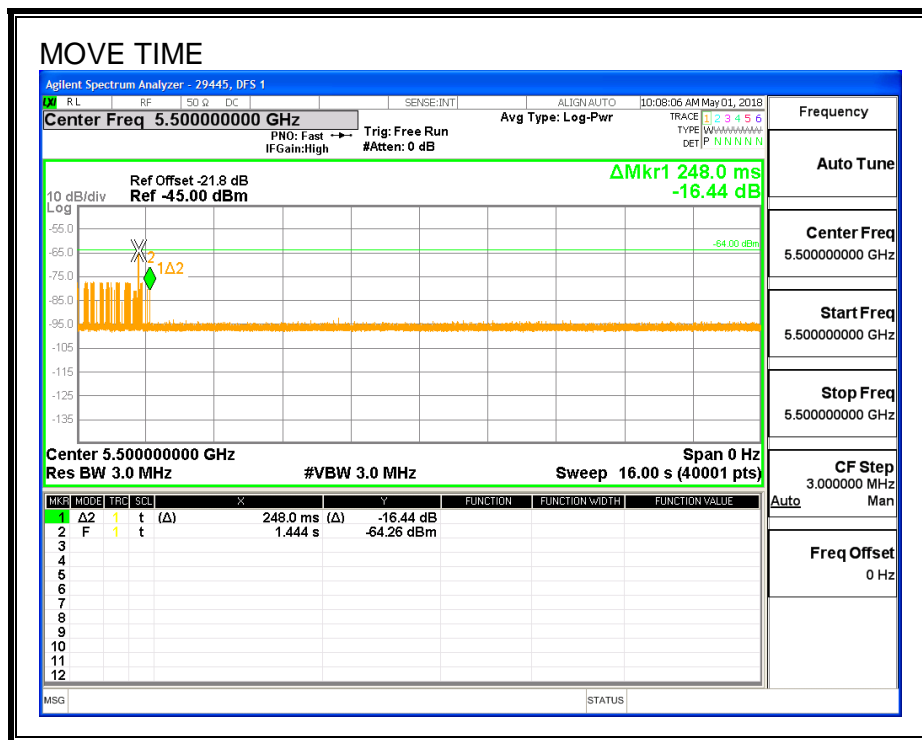 MOVE TIME
Agilent Spectrum Analyzer - 29445, DFS 1
LXI RL RF 50 Ω DC SENSE:INT ALIGN AUTO 10:08:06 AM May 01, 2018
Center Freq 5.500000000 GHz
PNO: Fast
IFGain:High
Trig: Free Run
#Atten: 0 dB
Avg Type: Log-Pwr
TRACE 1 2 3 4 5 6
TYPE W
DET P N N N N N
Ref Offset -21.8 dB
Ref -45.00 dBm
10 dB/div
Log
ΔMkr1 248.0 ms
-16.44 dB
-55.0
-64.00 dBm
-65.0
2
1Δ2
-75.0
-85.0
-95.0
-105
-115
-125
-135
Center 5.500000000 GHz Span 0 Hz
Res BW 3.0 MHz #VBW 3.0 MHz Sweep 16.00 s (40001 pts)
MKR MODE TRC SCL X Y FUNCTION FUNCTION WIDTH FUNCTION VALUE
1 Δ2 1 t (Δ) 248.0 ms (Δ) -16.44 dB
2 F 1 t 1.444 s -64.26 dBm
3
4
5
6
7
8
9
10
11
12
MSG STATUS
Frequency
Auto Tune
Center Freq
5.500000000 GHz
Start Freq
5.500000000 GHz
Stop Freq
5.500000000 GHz
CF Step
3.000000 MHz
Auto Man
Freq Offset
0 Hz